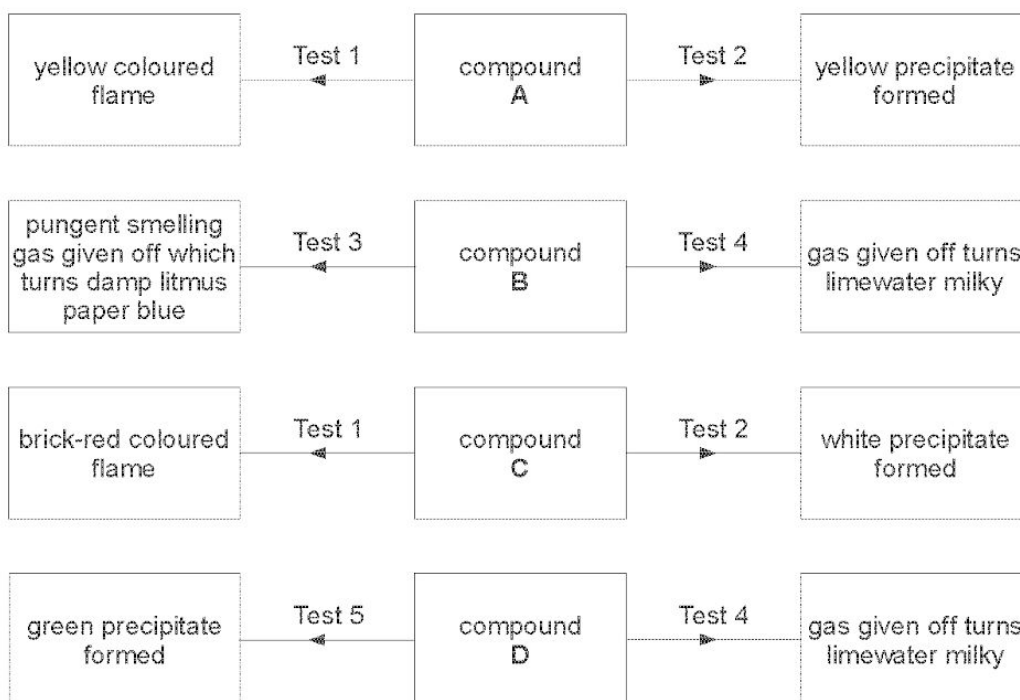 yellow coloured
flame
Test 1
compound
A
Test 2
yellow precipitate
formed
pungent smelling
gas given off which
turns damp litmus
paper blue
Test 3
compound
B
Test 4
gas given off turns
limewater milky
brick-red coloured
flame
Test 1
compound
C
Test 2
white precipitate
formed
green precipitate
formed
Test 5
compound
D
Test 4
gas given off turns
limewater milky